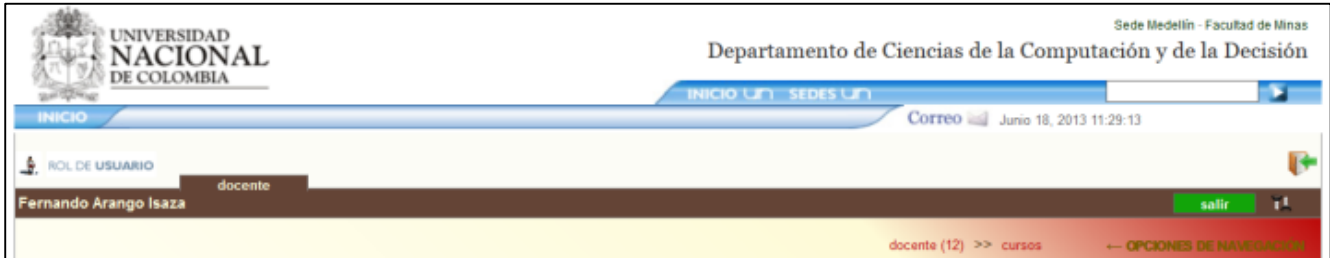 UNIVERSIDAD
NACIONAL
DE COLOMBIA
Sede Medellín - Facultad de Minas
Departamento de Ciencias de la Computación y de la Decisión
INICIO UN SEDES UN
INICIO
Correo Junio 18, 2013 11:29:13
ROL DE USUARIO
docente
Fernando Arango Isaza
salir
docente (12) >> cursos ← OPCIONES DE NAVEGACIÓN